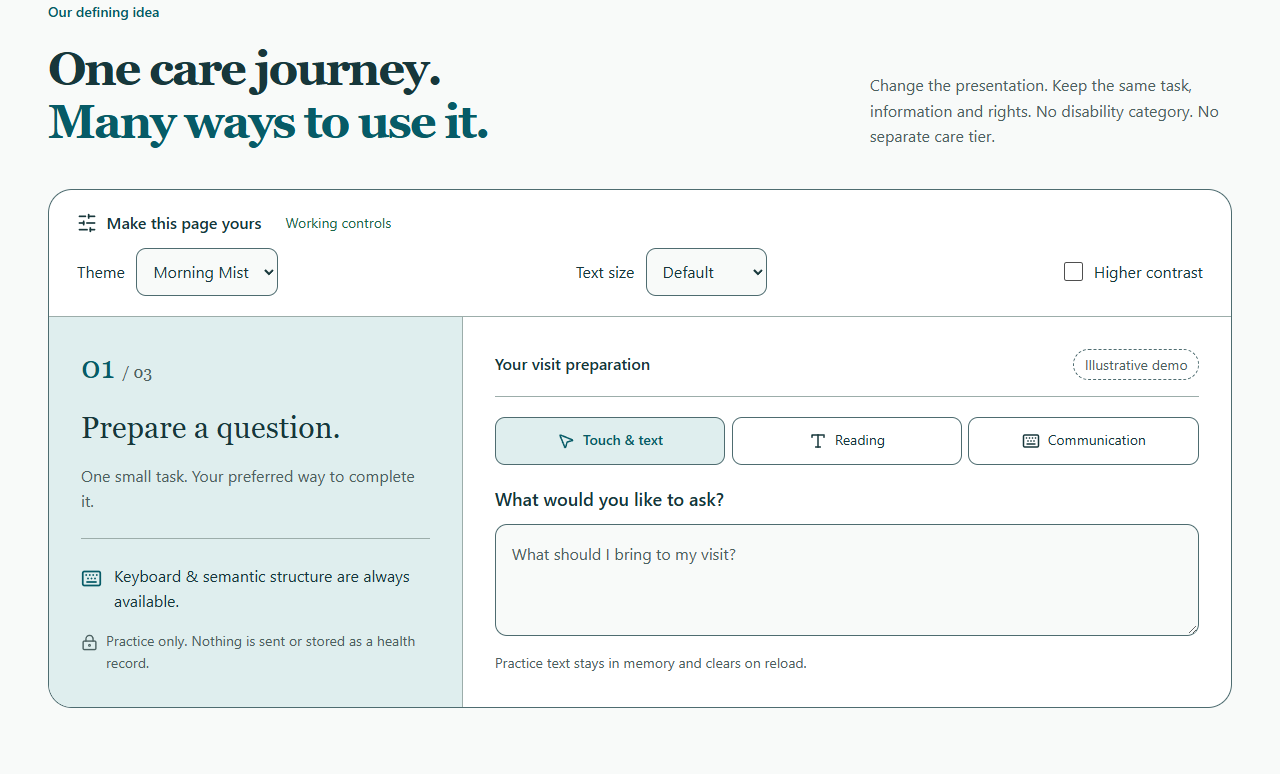 Our defining idea
One care journey.
Many ways to use it.
Change the presentation. Keep the same task,
information and rights. No disability category. No
separate care tier.
Make this page yours
Working controls
Theme
Morning Mist
Text size
Default
Higher contrast
01 / 03
Prepare a question.
One small task. Your preferred way to complete
it.
Keyboard & semantic structure are always
available.
Practice only. Nothing is sent or stored as a health
record.
Your visit preparation
Illustrative demo
Touch & text
Reading
Communication
What would you like to ask?
What should I bring to my visit?
Practice text stays in memory and clears on reload.